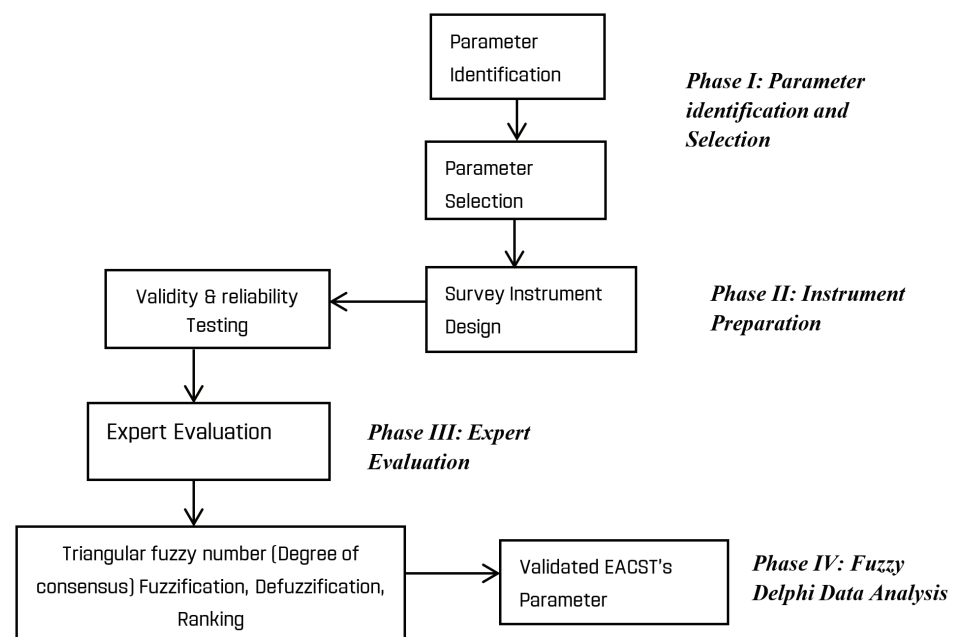 Parameter
Identification
Phase I: Parameter
identification and
Selection
Parameter
Selection
Survey Instrument
Design
Phase II: Instrument
Preparation
Validity & reliability
Testing
Expert Evaluation
Phase III: Expert
Evaluation
Triangular fuzzy number (Degree of
consensus) Fuzzification, Defuzzification,
Ranking
Validated EACST's
Parameter
Phase IV: Fuzzy
Delphi Data Analysis